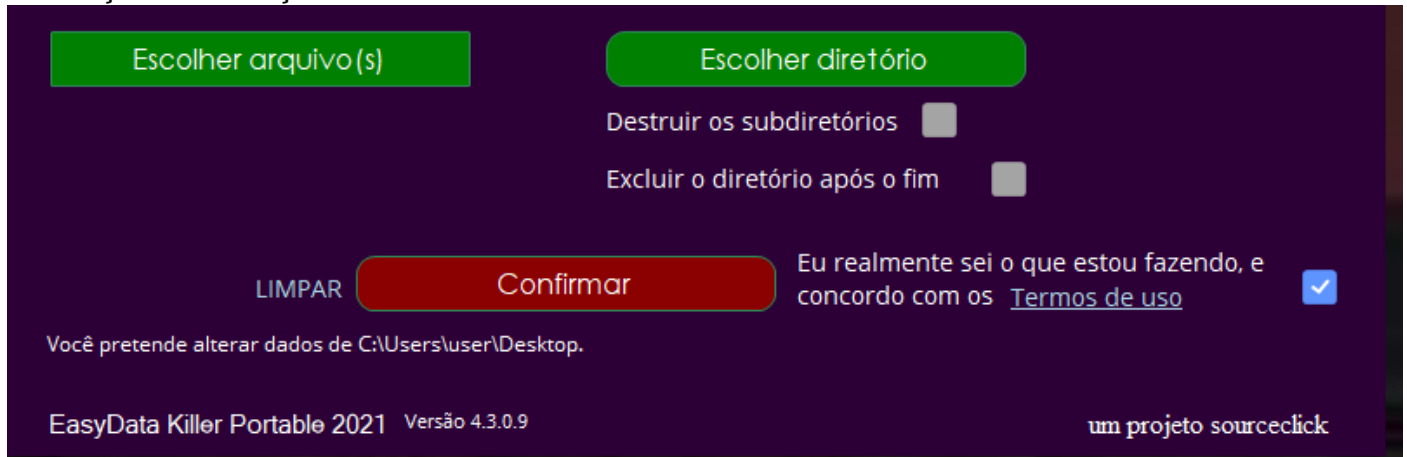 Escolher arquivo(s)
Escolher diretório
Destruir os subdiretórios
Excluir o diretório após o fim
LIMPAR
Confirmar
Eu realmente sei o que estou fazendo, e
concordo com os Termos de uso
Você pretende alterar dados de C:\Users\user\Desktop.
EasyData Killer Portable 2021 Versão 4.3.0.9
um projeto sourceclick